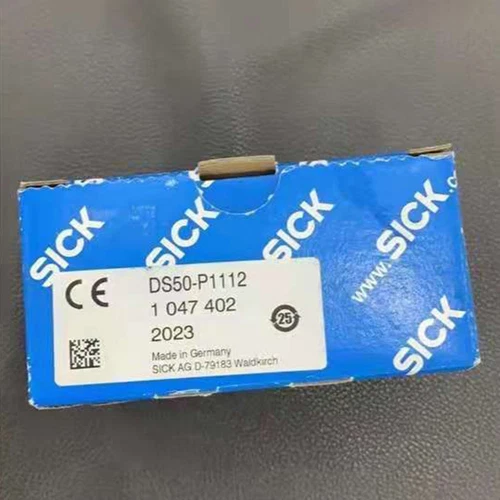 SICK
SICK
SICK
www.sick.c
SICK
CE
DS50-P1112
1 047 402
2023
25
Made in Germany
SICK AG D-79183 Waldkirch